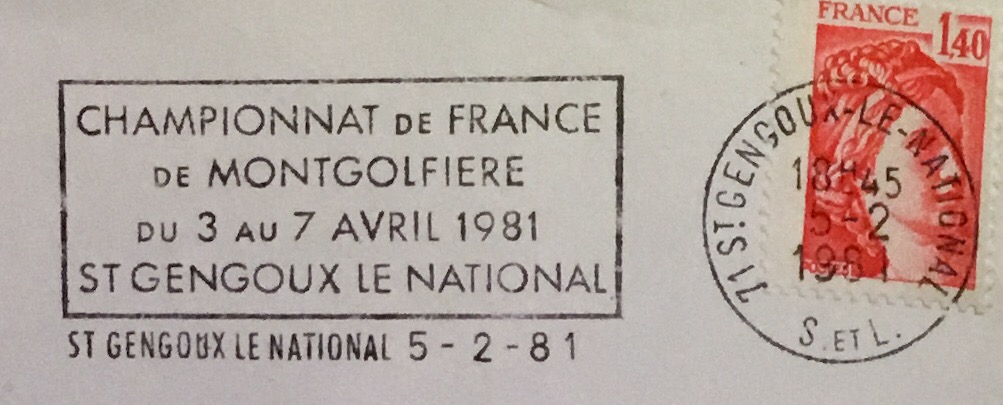 CHAMPIONNAT DE FRANCE
DE MONTGOLFIERE
DU 3 AU 7 AVRIL 1981
ST GENGOUX LE NATIONAL
ST GENGOUX LE NATIONAL 5 - 2 - 81
FRANCE 1,40
71 ST GENGOUX-LE-NATIONAL
18H45
5-2
1981
S. ET L.